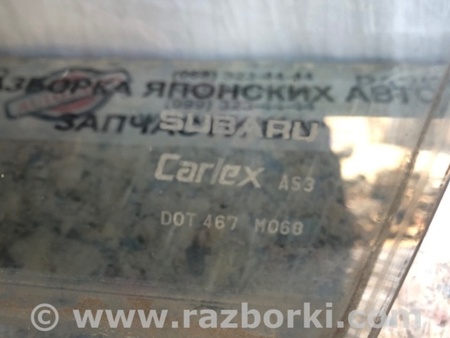 РАЗБОРКА ЯПОНСКИХ АВТО
ЗАПЧАСТИ
SUBARU
Carlex AS3
DOT 467 M068
© www.razborki.com